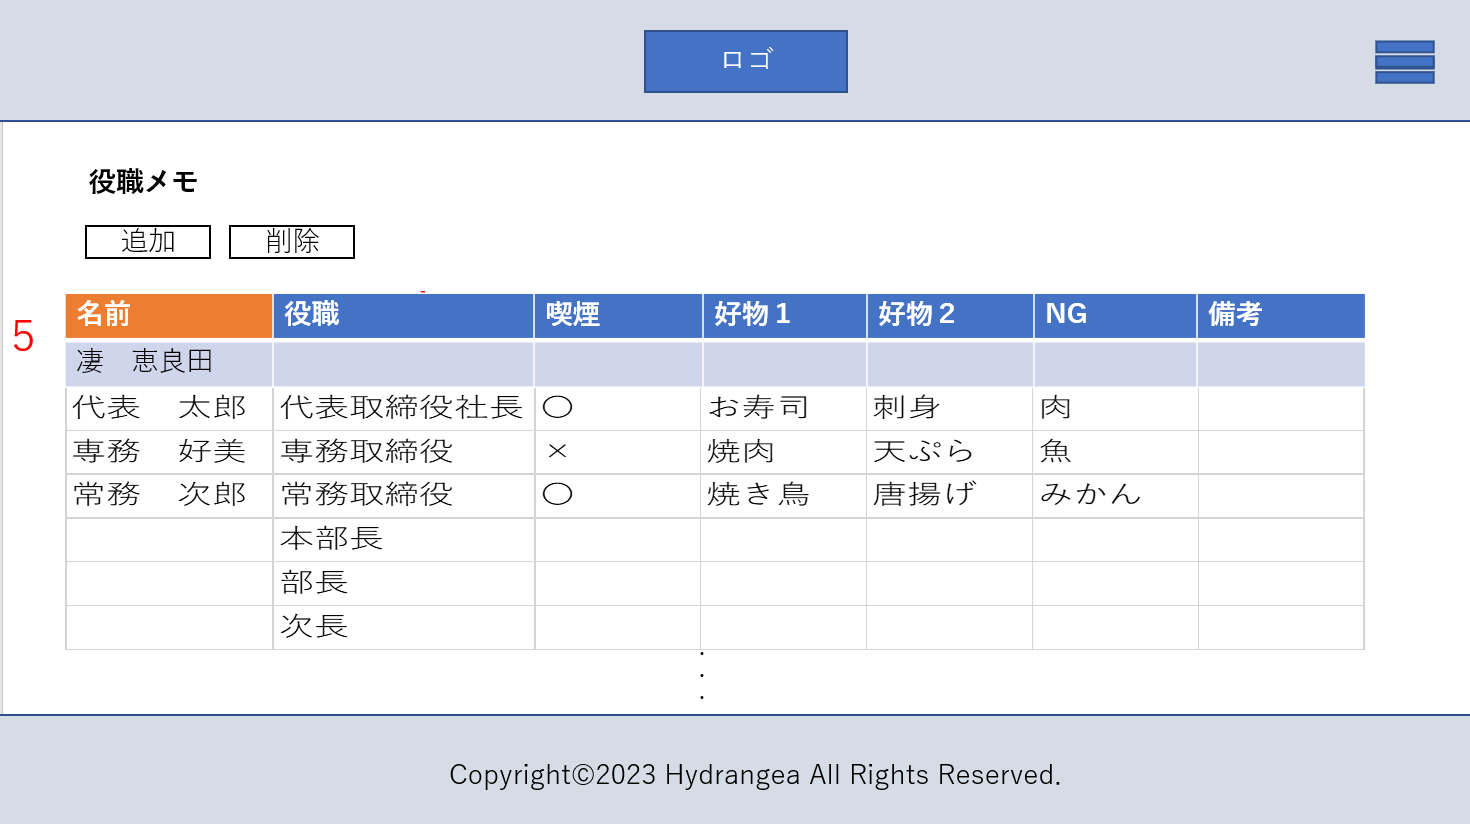 ロゴ
役職メモ
追加 削除
5
名前 役職 喫煙 好物１ 好物２ NG 備考
凄　恵良田
代表　太郎 代表取締役社長 〇 お寿司 刺身 肉
専務　好美 専務取締役 × 焼肉 天ぷら 魚
常務　次郎 常務取締役 〇 焼き鳥 唐揚げ みかん
本部長
部長
次長
.
.
.
Copyright©2023 Hydrangea All Rights Reserved.